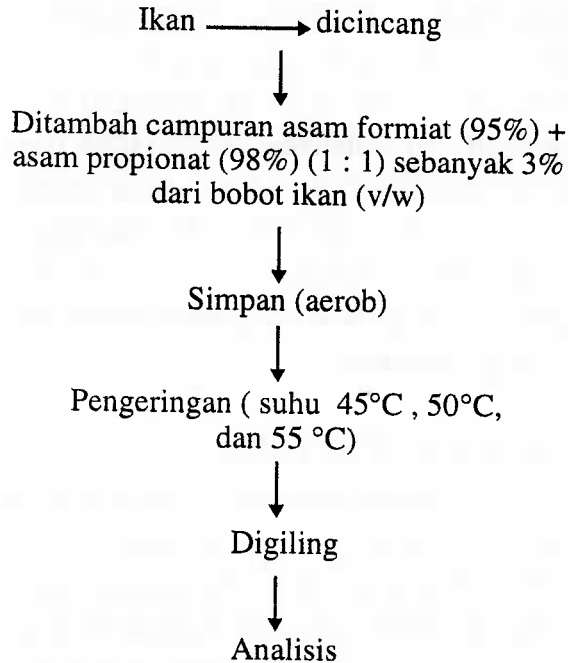 Ikan dicincang
Ditambah campuran asam formiat (95%) +
asam propionat (98%) (1 : 1) sebanyak 3%
dari bobot ikan (v/w)
Simpan (aerob)
Pengeringan ( suhu 45°C , 50°C,
dan 55 °C)
Digiling
Analisis